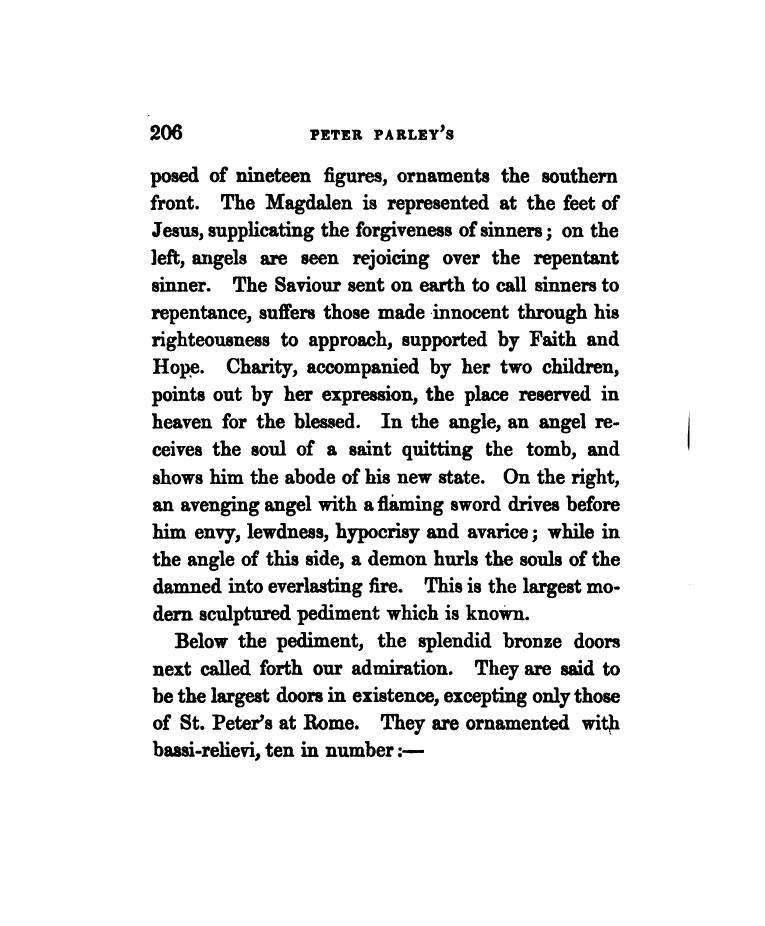 206 PETER PARLEY'S
posed of nineteen figures, ornaments the southern
front. The Magdalen is represented at the feet of
Jesus, supplicating the forgiveness of sinners; on the
left, angels are seen rejoicing over the repentant
sinner. The Saviour sent on earth to call sinners to
repentance, suffers those made innocent through his
righteousness to approach, supported by Faith and
Hope. Charity, accompanied by her two children,
points out by her expression, the place reserved in
heaven for the blessed. In the angle, an angel re-
ceives the soul of a saint quitting the tomb, and
shows him the abode of his new state. On the right,
an avenging angel with a flaming sword drives before
him envy, lewdness, hypocrisy and avarice; while in
the angle of this side, a demon hurls the souls of the
damned into everlasting fire. This is the largest mo-
dern sculptured pediment which is known.
Below the pediment, the splendid bronze doors
next called forth our admiration. They are said to
be the largest doors in existence, excepting only those
of St. Peter's at Rome. They are ornamented with
bassi-relievi, ten in number:—